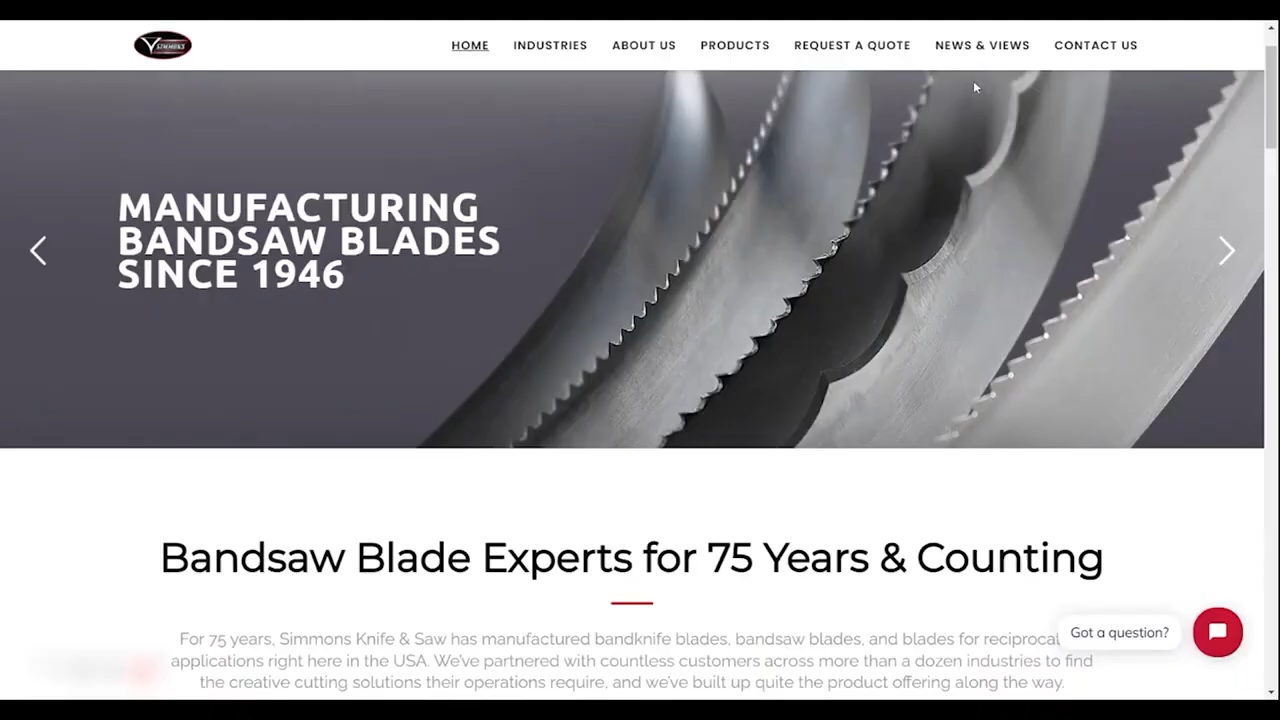 SIMMONS
HOME INDUSTRIES ABOUT US PRODUCTS REQUEST A QUOTE NEWS & VIEWS CONTACT US
MANUFACTURING
BANDSAW BLADES
SINCE 1946
Bandsaw Blade Experts for 75 Years & Counting
For 75 years, Simmons Knife & Saw has manufactured bandknife blades, bandsaw blades, and blades for reciprocat
applications right here in the USA. We've partnered with countless customers across more than a dozen industries to find
the creative cutting solutions their operations require, and we've built up quite the product offering along the way.
Got a question?